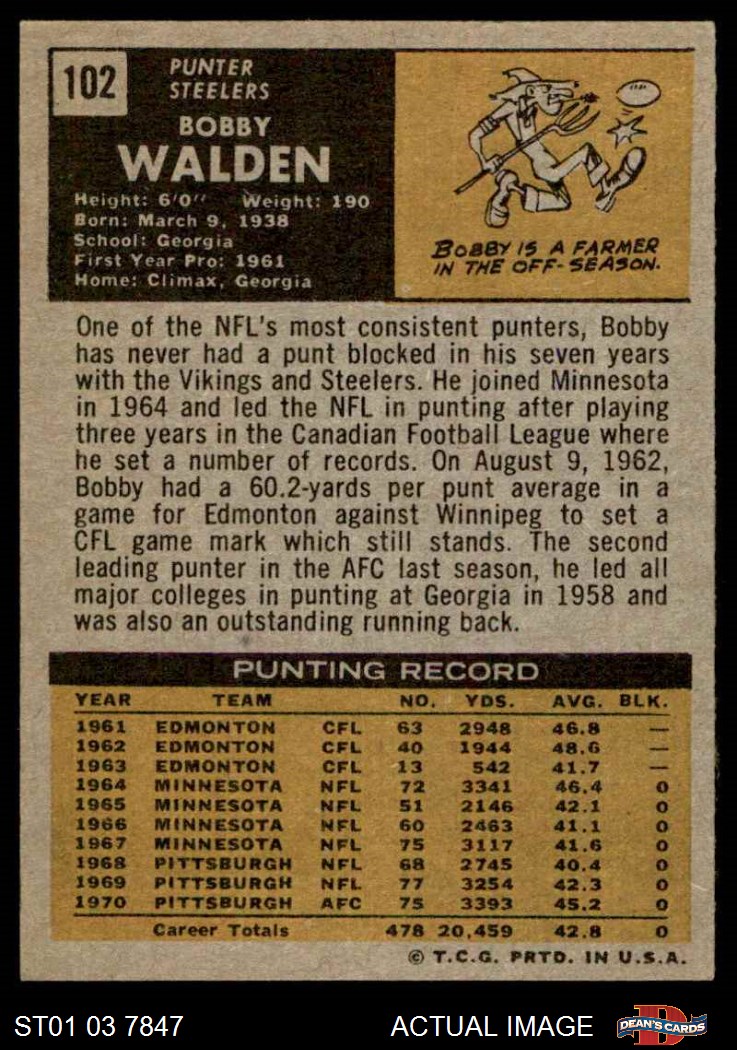 102
PUNTER
STEELERS
BOBBY
WALDEN
Height: 6'0" Weight: 190
Born: March 9, 1938
School: Georgia
First Year Pro: 1961
Home: Climax, Georgia
BOBBY IS A FARMER
IN THE OFF-SEASON.
One of the NFL's most consistent punters, Bobby
has never had a punt blocked in his seven years
with the Vikings and Steelers. He joined Minnesota
in 1964 and led the NFL in punting after playing
three years in the Canadian Football League where
he set a number of records. On August 9, 1962,
Bobby had a 60.2-yards per punt average in a
game for Edmonton against Winnipeg to set a
CFL game mark which still stands. The second
leading punter in the AFC last season, he led all
major colleges in punting at Georgia in 1958 and
was also an outstanding running back.
PUNTING RECORD
YEAR TEAM NO. YDS. AVG. BLK.
1961 EDMONTON CFL 63 2948 46.8 —
1962 EDMONTON CFL 40 1944 48.6 —
1963 EDMONTON CFL 13 542 41.7 —
1964 MINNESOTA NFL 72 3341 46.4 0
1965 MINNESOTA NFL 51 2146 42.1 0
1966 MINNESOTA NFL 60 2463 41.1 0
1967 MINNESOTA NFL 75 3117 41.6 0
1968 PITTSBURGH NFL 68 2745 40.4 0
1969 PITTSBURGH NFL 77 3254 42.3 0
1970 PITTSBURGH AFC 75 3393 45.2 0
Career Totals 478 20,459 42.8 0
© T.C.G. PRTD. IN U.S.A.
ST01 03 7847 ACTUAL IMAGE DEAN'S CARDS